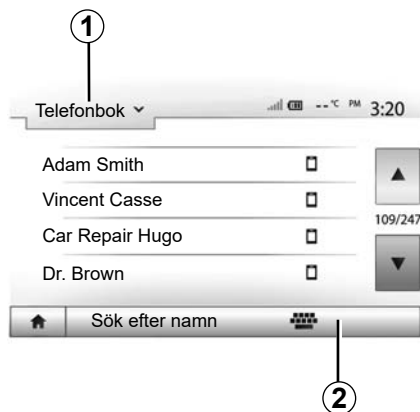 1
Telefonbok --°C PM 3:20
Adam Smith
Vincent Casse
109/247
Car Repair Hugo
Dr. Brown
Sök efter namn
2